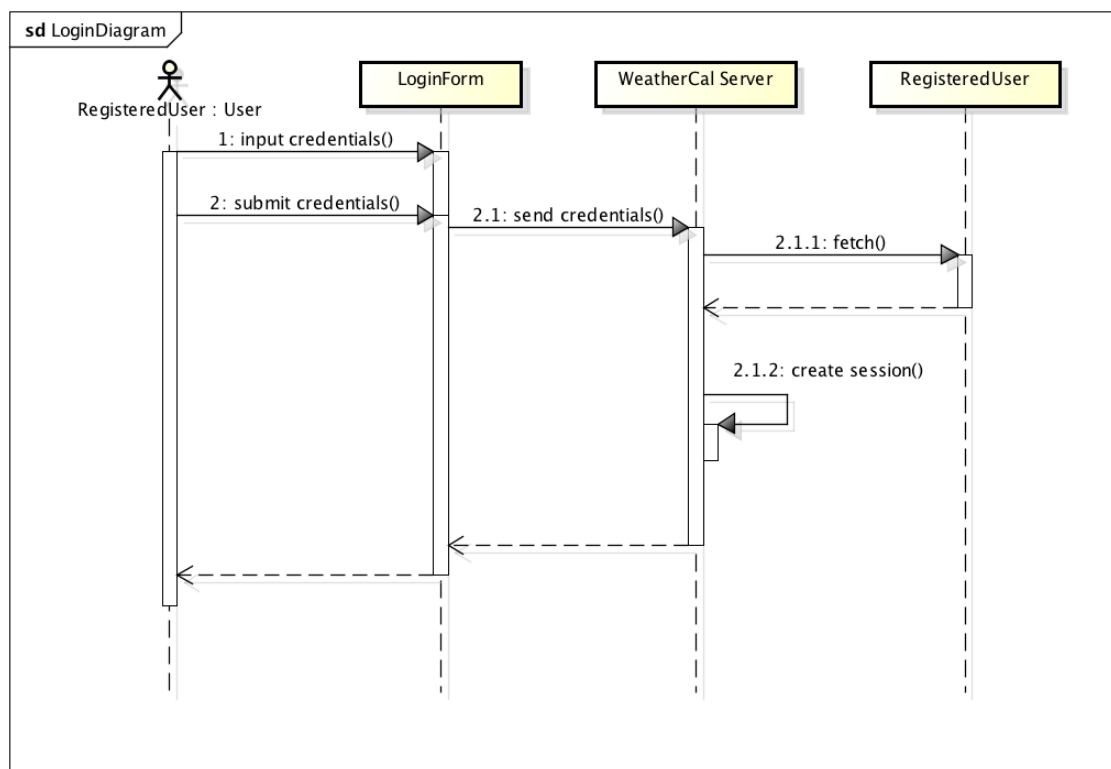 sd LoginDiagram
RegisteredUser : User
LoginForm
WeatherCal Server
RegisteredUser
1: input credentials()
2: submit credentials()
2.1: send credentials()
2.1.1: fetch()
2.1.2: create session()